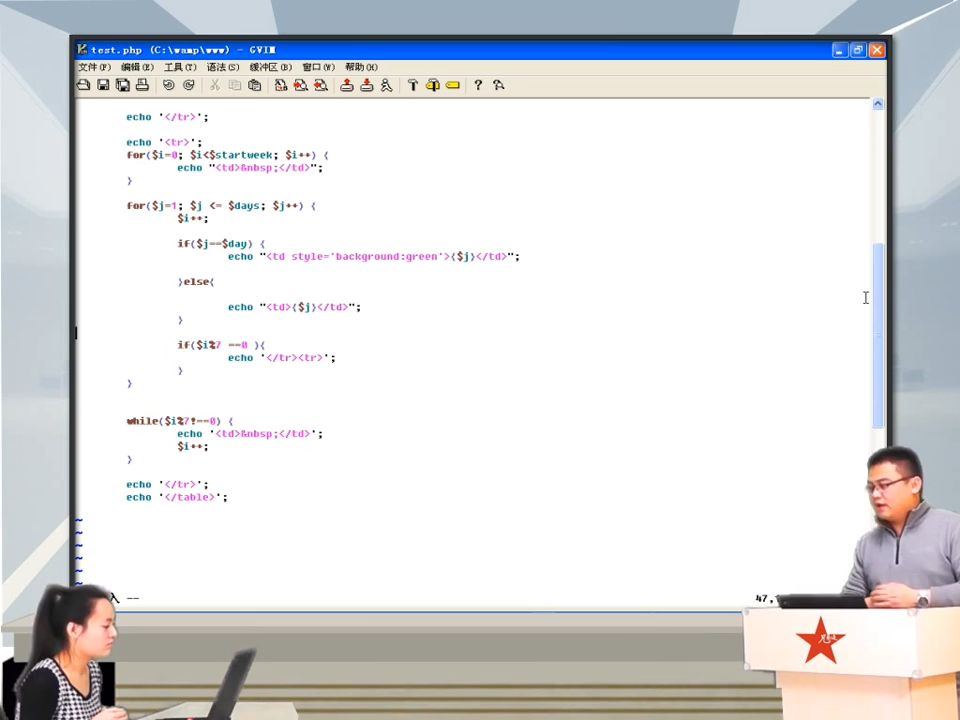 test.php (C:\wamp\www) - GVIM
文件(F) 编辑(E) 工具(T) 语法(S) 缓冲区(B) 窗口(W) 帮助(H)
echo '</tr>';
echo '<tr>';
for($i=0; $i<$startweek; $i++) {
echo "<td>&nbsp;</td>";
}
for($j=1; $j <= $days; $j++) {
$i++;
if($j==$day) {
echo "<td style='background:green'>{$j}</td>";
}else{
echo "<td>{$j}</td>";
}
if($i%7 ==0 ){
echo '</tr><tr>';
}
}
while($i%7!==0) {
echo '<td>&nbsp;</td>';
$i++;
}
echo '</tr>';
echo '</table>';
~
~
~
~
~
~
入 --
47,